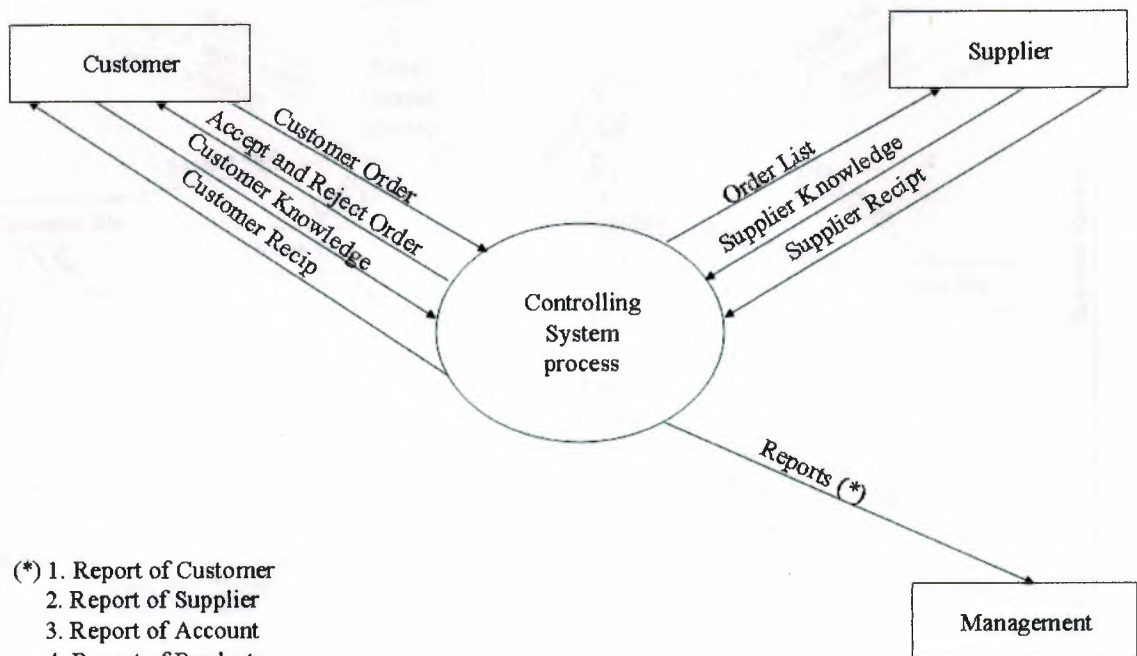 Customer
Supplier
Customer Order
Accept and Reject Order
Customer Knowledge
Customer Recip
Order List
Supplier Knowledge
Supplier Recipt
Controlling
System
process
Reports (*)
Management
(*) 1. Report of Customer
2. Report of Supplier
3. Report of Account